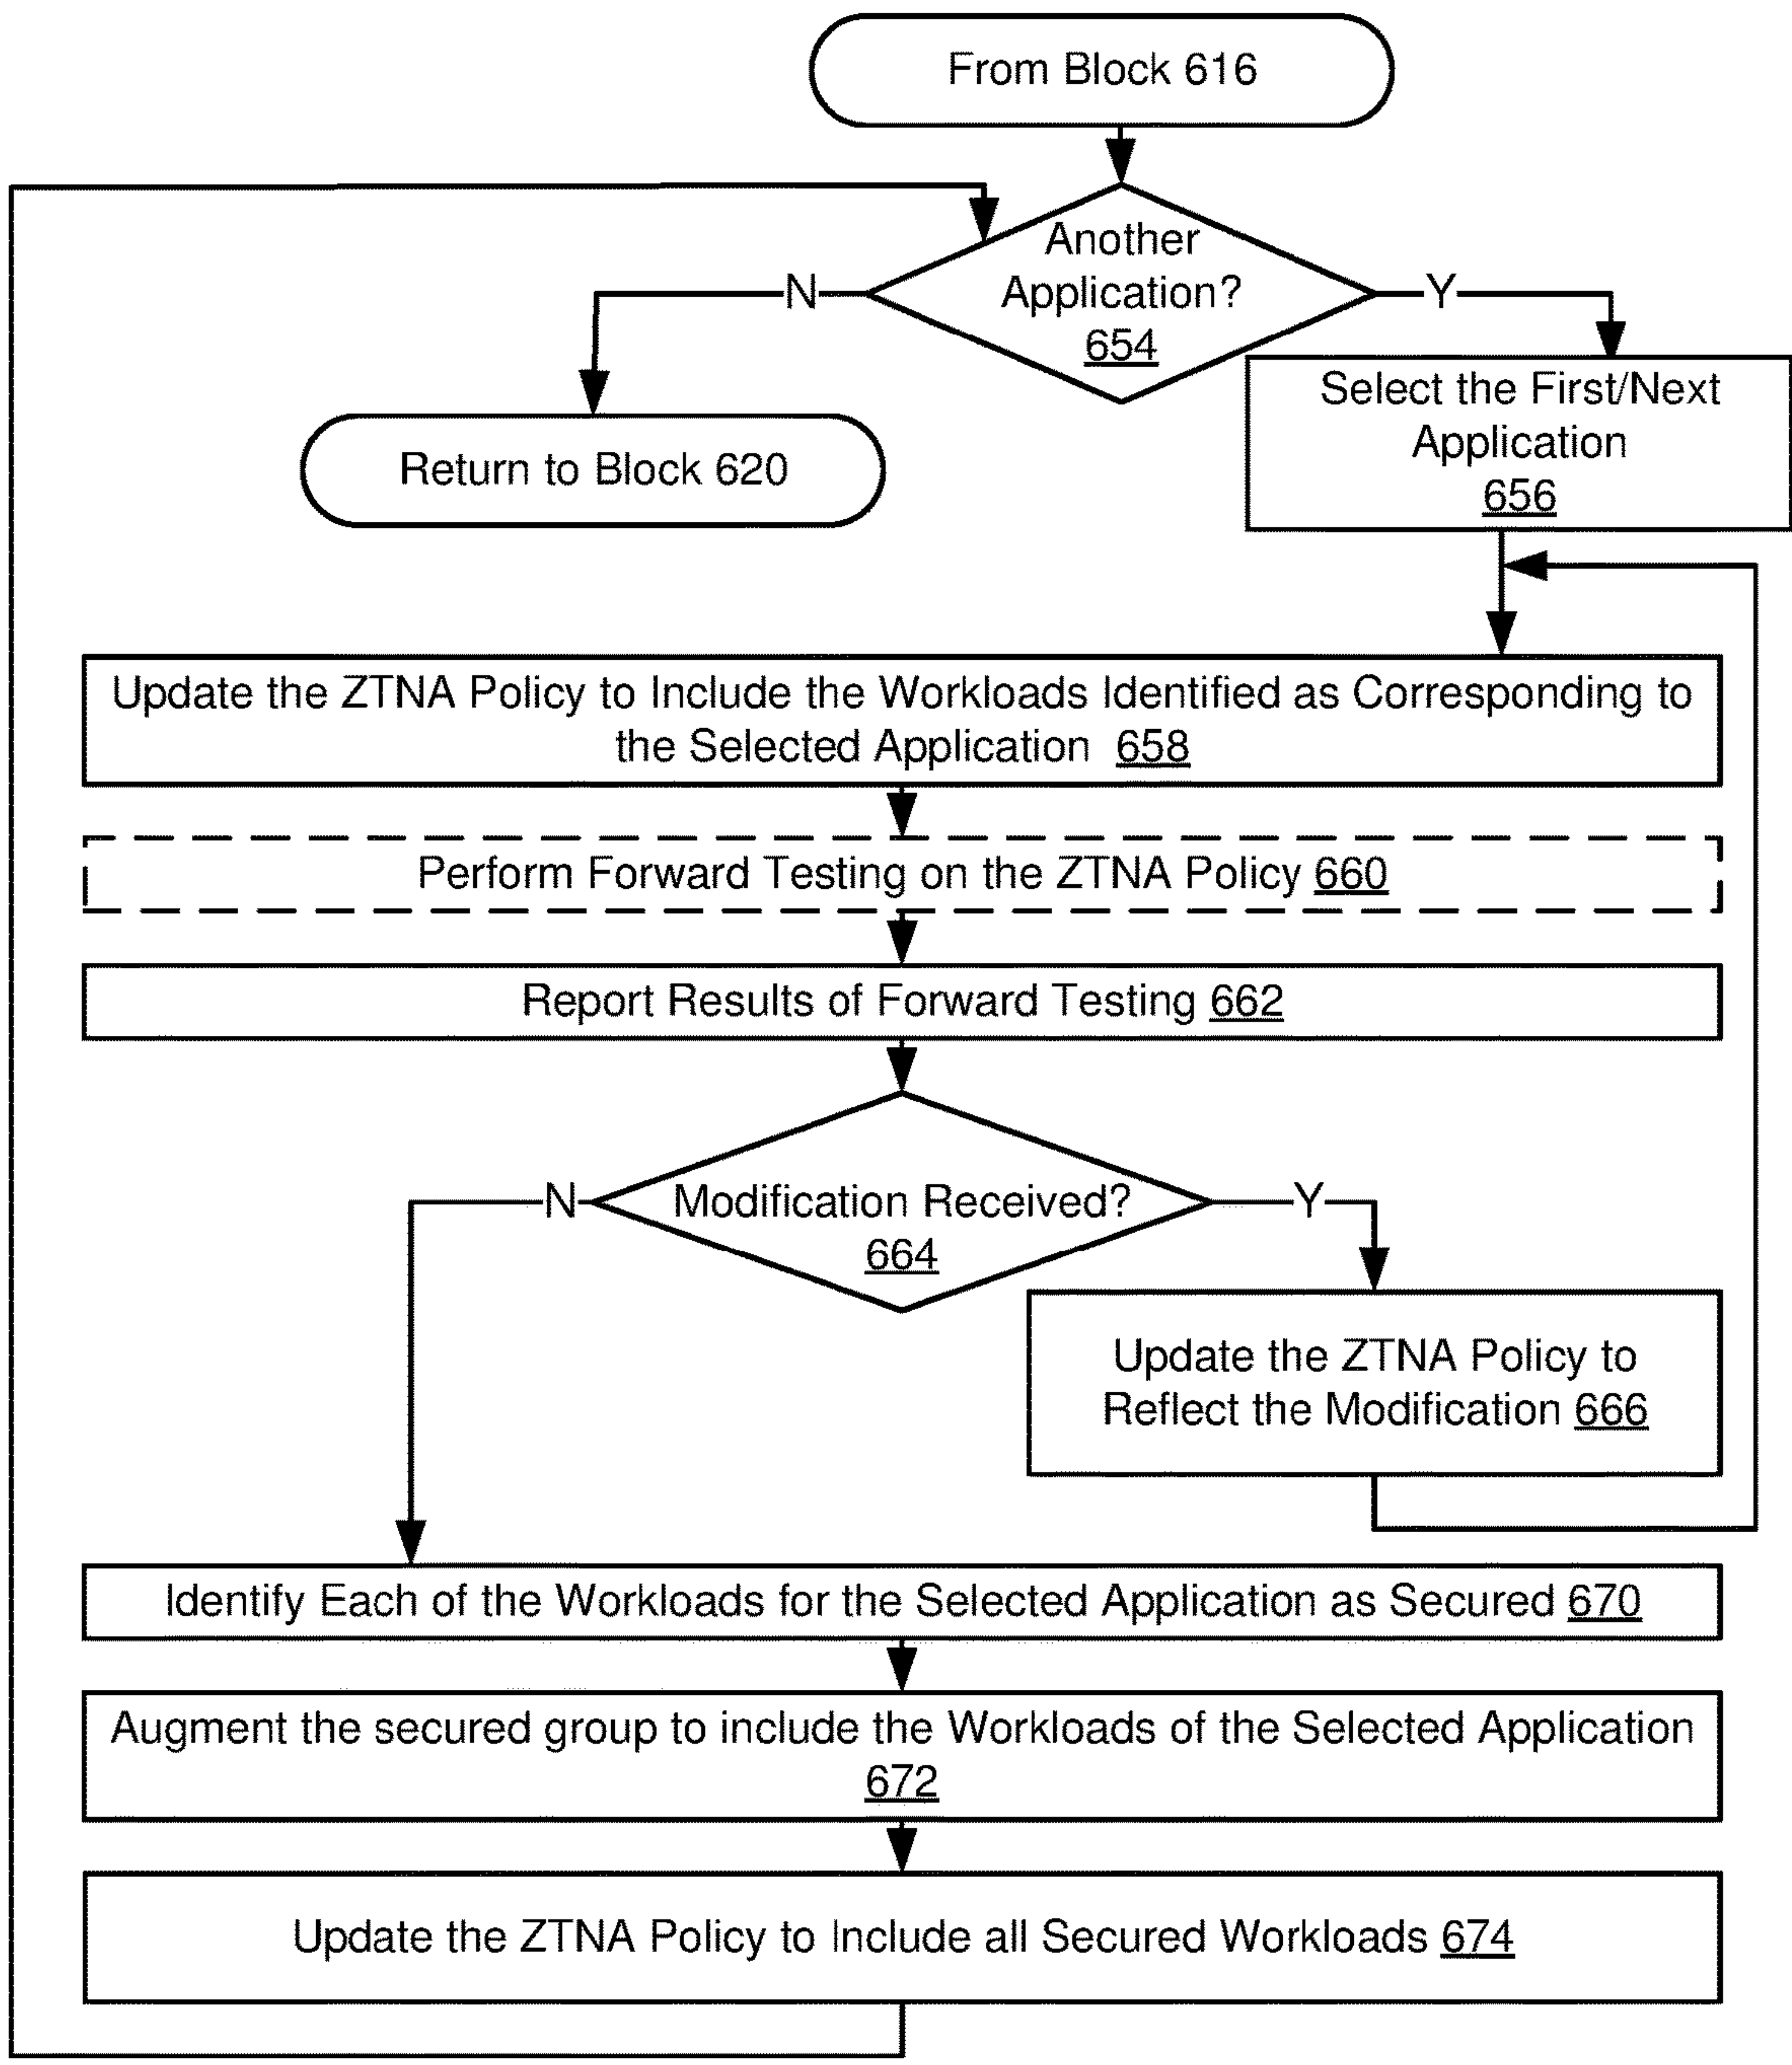 From Block 616
Another
Application?
654
N
Y
Select the First/Next
Application
656
Return to Block 620
Update the ZTNA Policy to Include the Workloads Identified as Corresponding to
the Selected Application 658
Perform Forward Testing on the ZTNA Policy 660
Report Results of Forward Testing 662
N
Modification Received?
Y
664
Update the ZTNA Policy to
Reflect the Modification 666
Identify Each of the Workloads for the Selected Application as Secured 670
Augment the secured group to include the Workloads of the Selected Application
672
Update the ZTNA Policy to Include all Secured Workloads 674